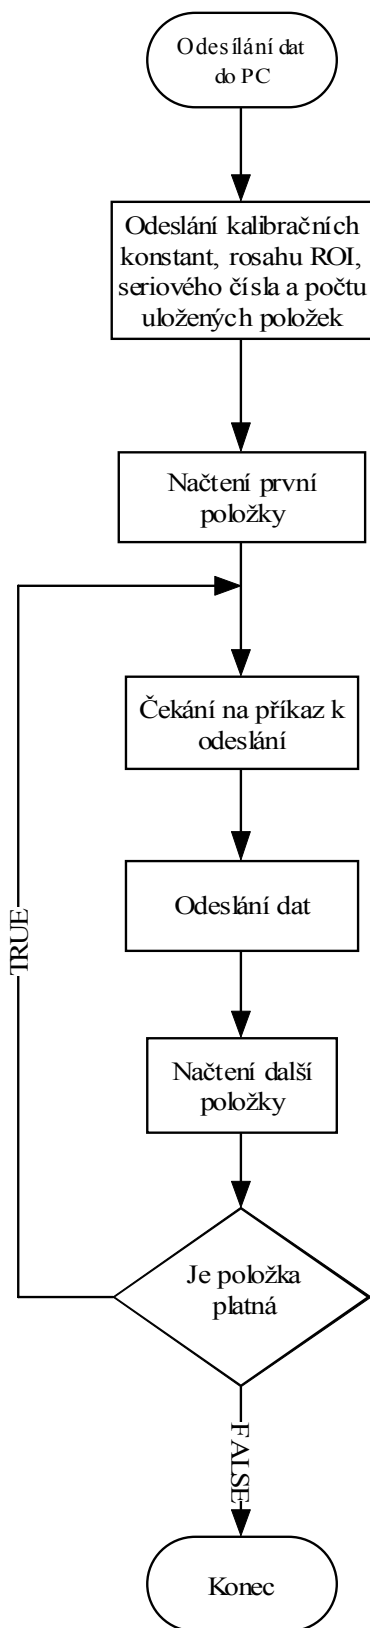 Odesílání dat
do PC
Odeslání kalibračních
konstant, rosahu ROI,
seriového čísla a počtu
uložených položek
Načtení první
položky
Čekání na příkaz k
odeslání
Odeslání dat
TRUE
Načtení další
položky
Je položka
platná
FALSE
Konec